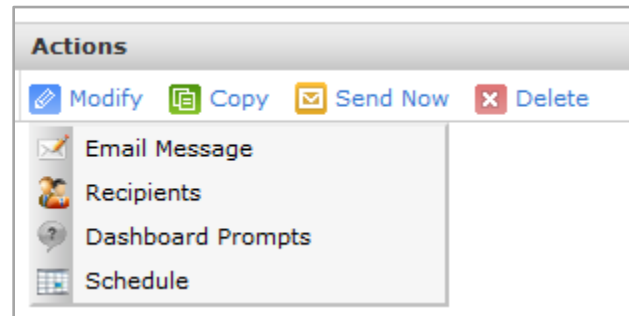 Actions
Modify Copy Send Now Delete
Email Message
Recipients
Dashboard Prompts
Schedule